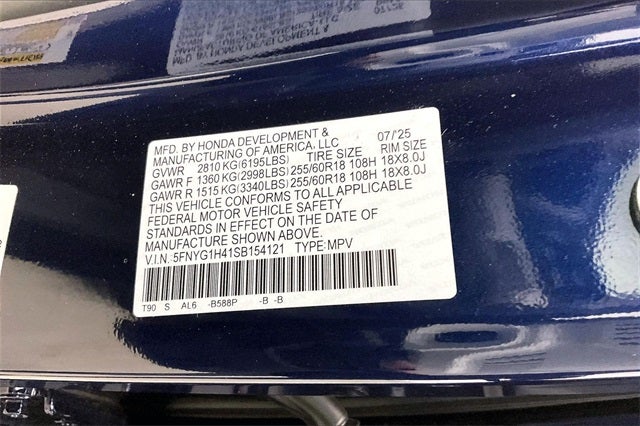 MFD. BY HONDA DEVELOPMENT & 07/'25
MANUFACTURING OF AMERICA, LLC
GVWR 2810 KG(6195LBS) TIRE SIZE RIM SIZE
GAWR F 1360 KG(2998LBS) 255/60R18 108H 18X8.0J
GAWR R 1515 KG(3340LBS) 255/60R18 108H 18X8.0J
THIS VEHICLE CONFORMS TO ALL APPLICABLE
FEDERAL MOTOR VEHICLE SAFETY
STANDARDS IN EFFECT ON THE DATE OF
MANUFACTURE SHOWN ABOVE.
V.I.N.:5FNYG1H41SB154121 TYPE:MPV
T90 S AL6 -B588P -B -B